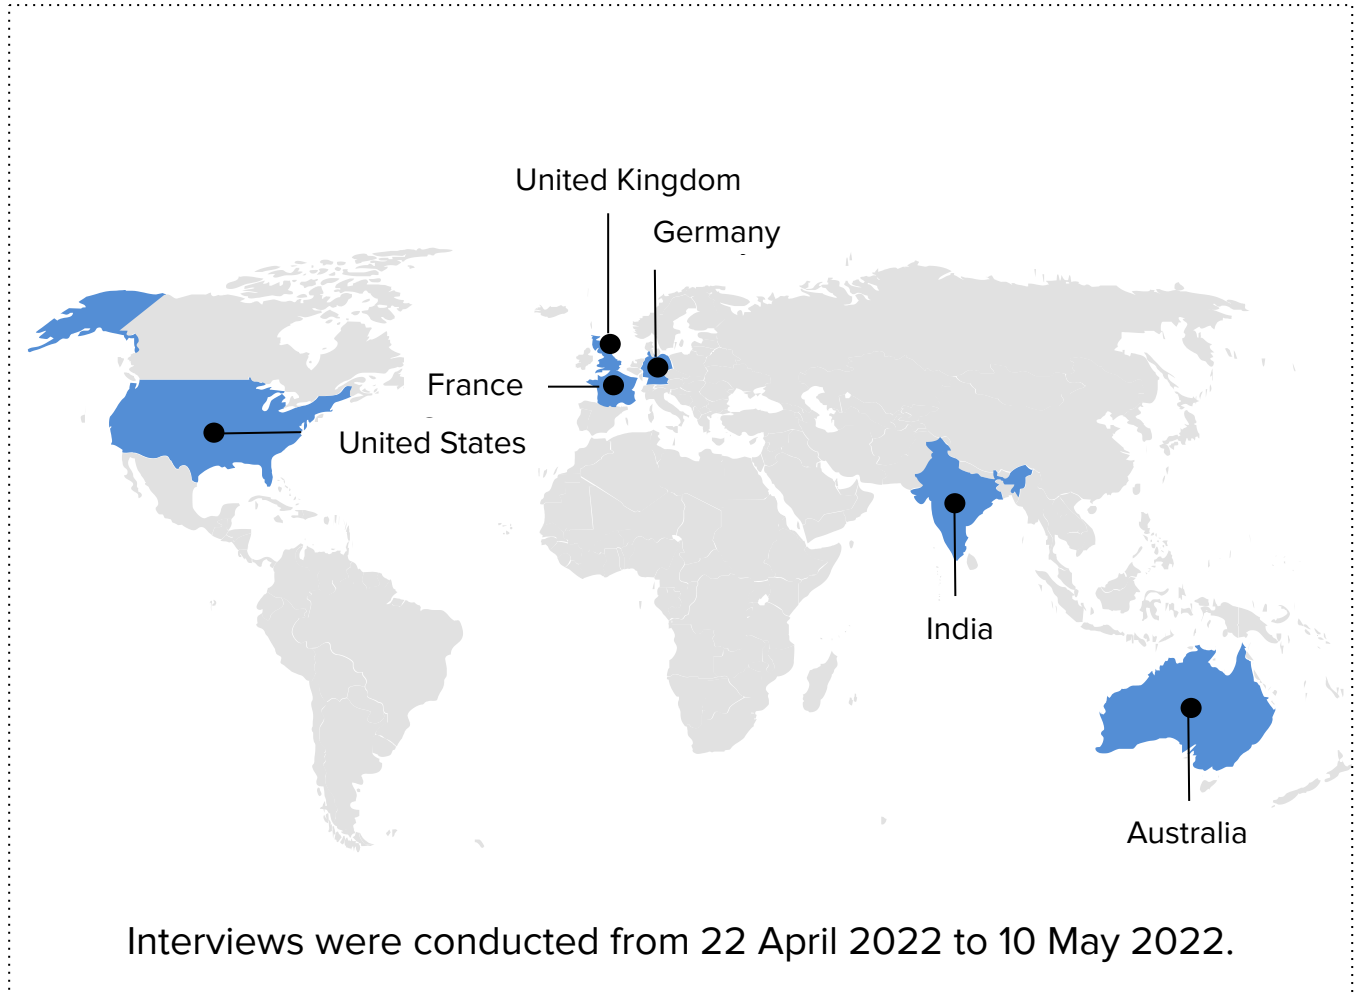 United Kingdom
Germany
France
United States
India
Australia
Interviews were conducted from 22 April 2022 to 10 May 2022.